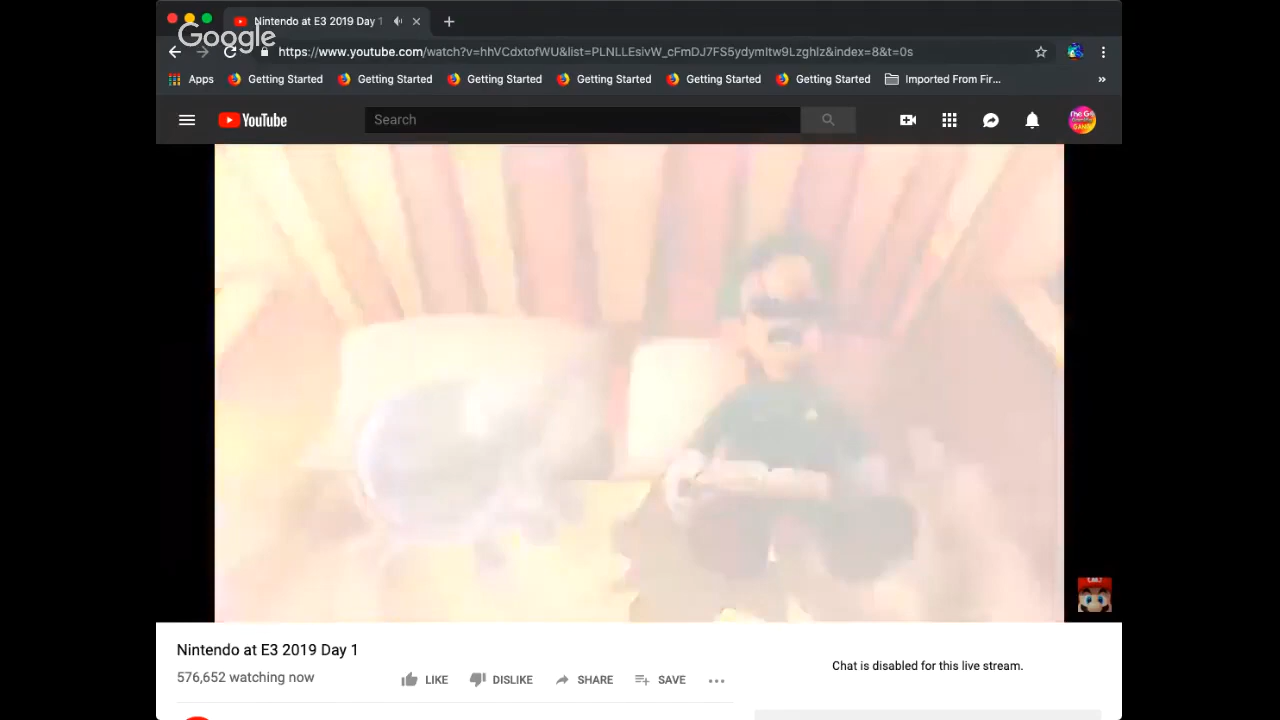 Nintendo at E3 2019 Day 1
Google
https://www.youtube.com/watch?v=hhVCdxtofWU&list=PLNLLEsivW_cFmDJ7FS5ydymItw9Lzghlz&index=8&t=0s
Apps Getting Started Getting Started Getting Started Getting Started Getting Started Getting Started Imported From Fir... »
YouTube Search
Nintendo at E3 2019 Day 1
576,652 watching now LIKE DISLIKE SHARE SAVE
Chat is disabled for this live stream.